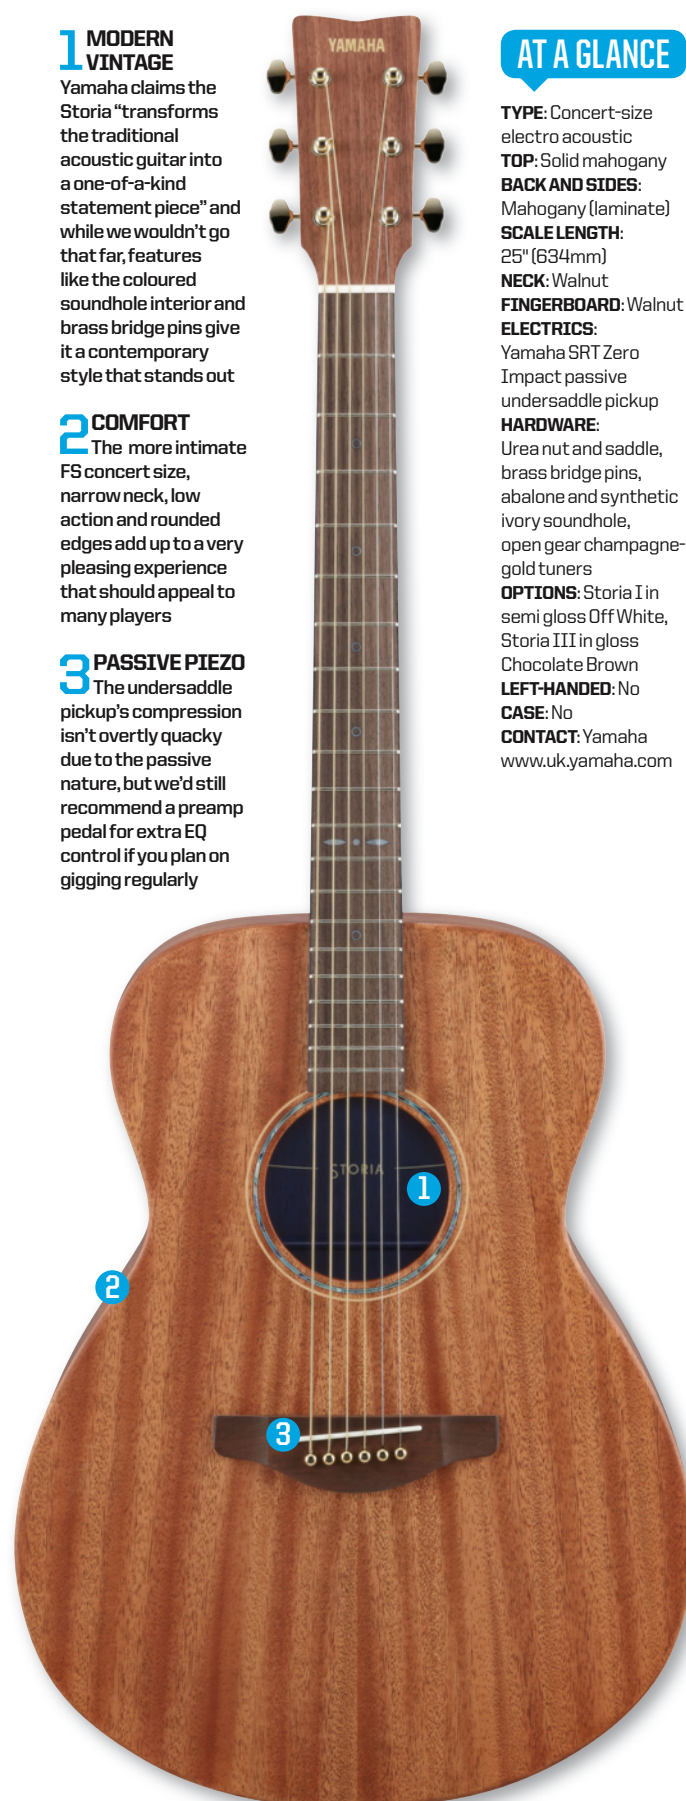 1 MODERN
VINTAGE
Yamaha claims the
Storia “transforms
the traditional
acoustic guitar into
a one-of-a-kind
statement piece” and
while we wouldn’t go
that far, features
like the coloured
soundhole interior and
brass bridge pins give
it a contemporary
style that stands out
2 COMFORT
The more intimate
FS concert size,
narrow neck, low
action and rounded
edges add up to a very
pleasing experience
that should appeal to
many players
3 PASSIVE PIEZO
The undersaddle
pickup’s compression
isn’t overtly quacky
due to the passive
nature, but we’d still
recommend a preamp
pedal for extra EQ
control if you plan on
gigging regularly
YAMAHA
AT A GLANCE
TYPE: Concert-size
electro acoustic
TOP: Solid mahogany
BACK AND SIDES:
Mahogany (laminate)
SCALE LENGTH:
25" (634mm)
NECK: Walnut
FINGERBOARD: Walnut
ELECTRICS:
Yamaha SRT Zero
Impact passive
undersaddle pickup
HARDWARE:
Urea nut and saddle,
brass bridge pins,
abalone and synthetic
ivory soundhole,
open gear champagne-
gold tuners
OPTIONS: Storia I in
semi gloss Off White,
Storia III in gloss
Chocolate Brown
LEFT-HANDED: No
CASE: No
CONTACT: Yamaha
www.uk.yamaha.com
STORIA
1
2
3